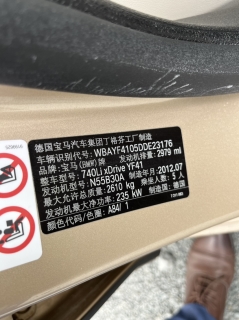 德国宝马汽车集团丁格芬工厂制造
车辆识别代号: WBAYF4105DDE23176
品牌: 宝马(BMW)牌 发动机排量: 2979 ml
整车型号: 740Li xDrive YF41
发动机型号: N55B30A 制造年月: 2012.07
最大允许总质量: 2610 kg 乘坐人数: 5 人
发动机最大净功率: 235 kW 制造国: 德国
颜色代码/色圈: A84/ 1